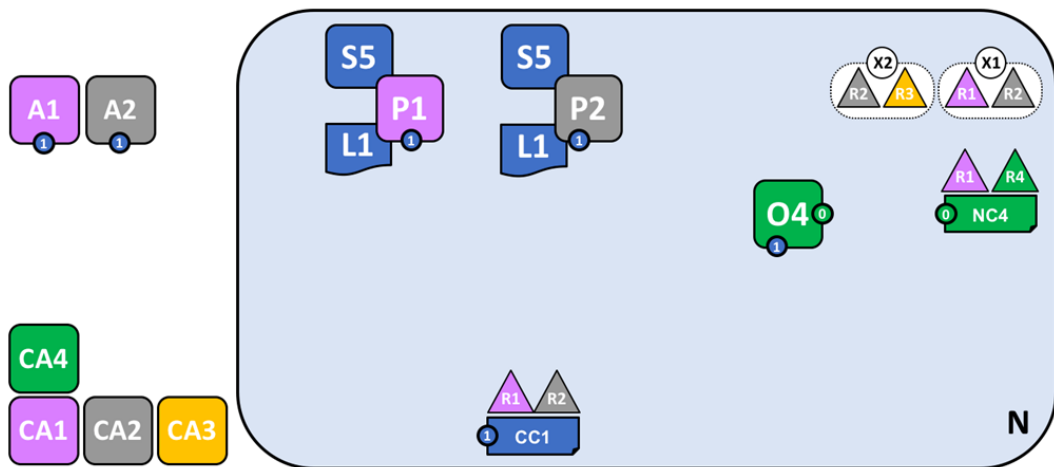 S5
S5
X2
X1
R2
R3
R1
R2
A1
A2
P1
P2
1
1
1
1
L1
L1
R1
R4
O4
0
0
NC4
1
CA4
R1
R2
CA1
CA2
CA3
1
CC1
N